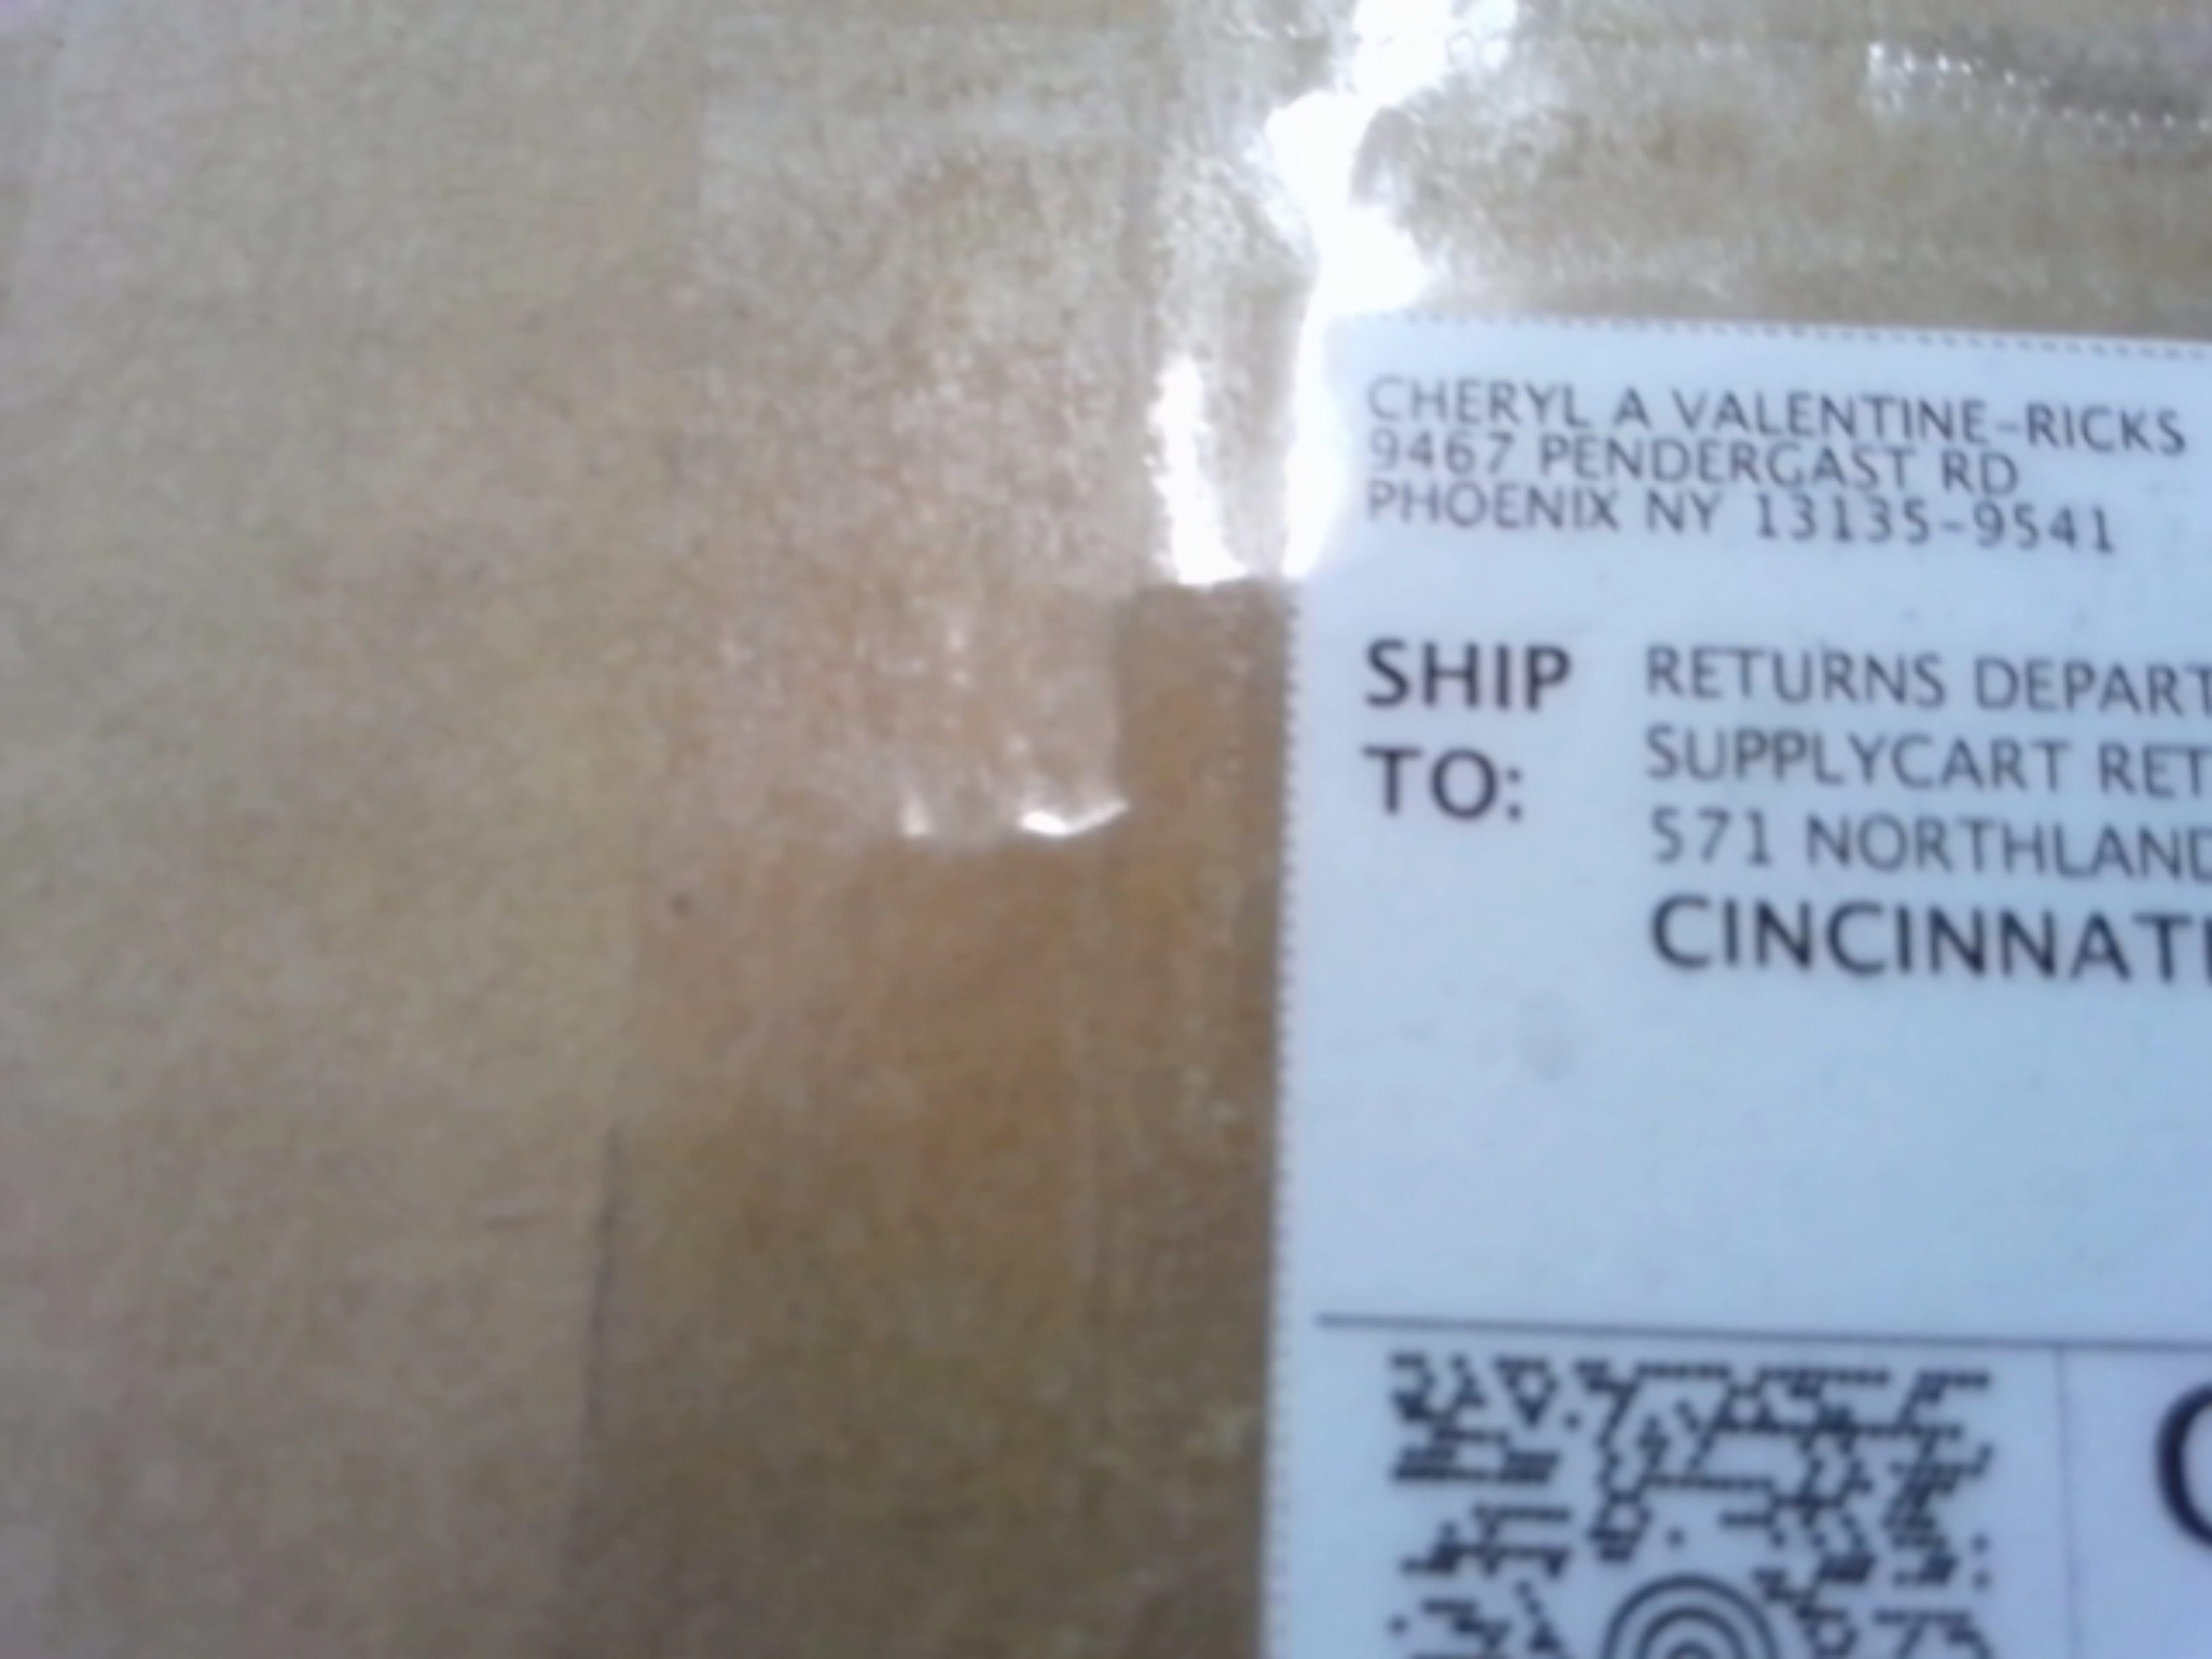 CHERYL A VALENTINE-RICKS
9467 PENDERGAST RD
PHOENIX NY 13135-9541
SHIP TO:
RETURNS DEPART
SUPPLYCART RET
571 NORTHLAND
CINCINNATI